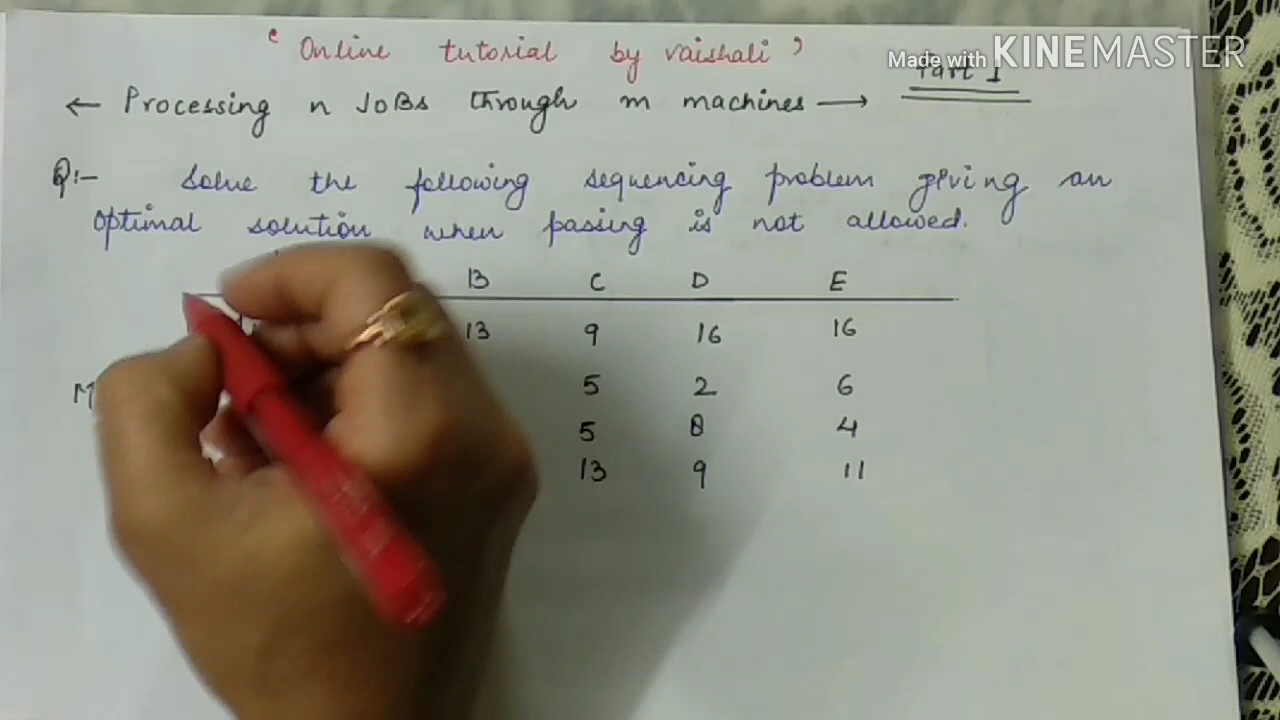 ' Online tutorial by vaishali '
Made with KINEMASTER
Part 1
← Processing n JOBS through m machines →
Q:- Solve the following sequencing problem giving an
optimal solution when passing is not allowed.
B C D E
13 9 16 16
M 5 2 6
5 8 4
13 9 11